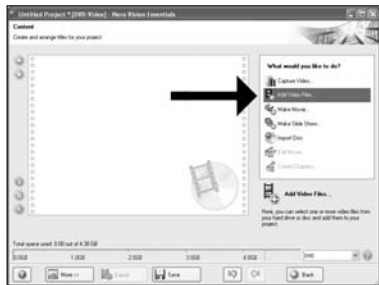 Untitled Project *[DVD-Video] - Nero Vision Essentials
Content
Create and arrange titles for your project.
What would you like to do?
Capture Video...
Add Video Files...
Make Movie...
Make Slide Show...
Import Disc
Edit Movie...
Create Chapters...
Add Video Files...
Here, you can select one or more video files from
your hard drive or disc and add them to your
project.
Total space used: 0.00 out of 4.38 GB
1.0GB
2.0GB
3.0GB
4.0GB
DVD
More >>
Export
Save
Back